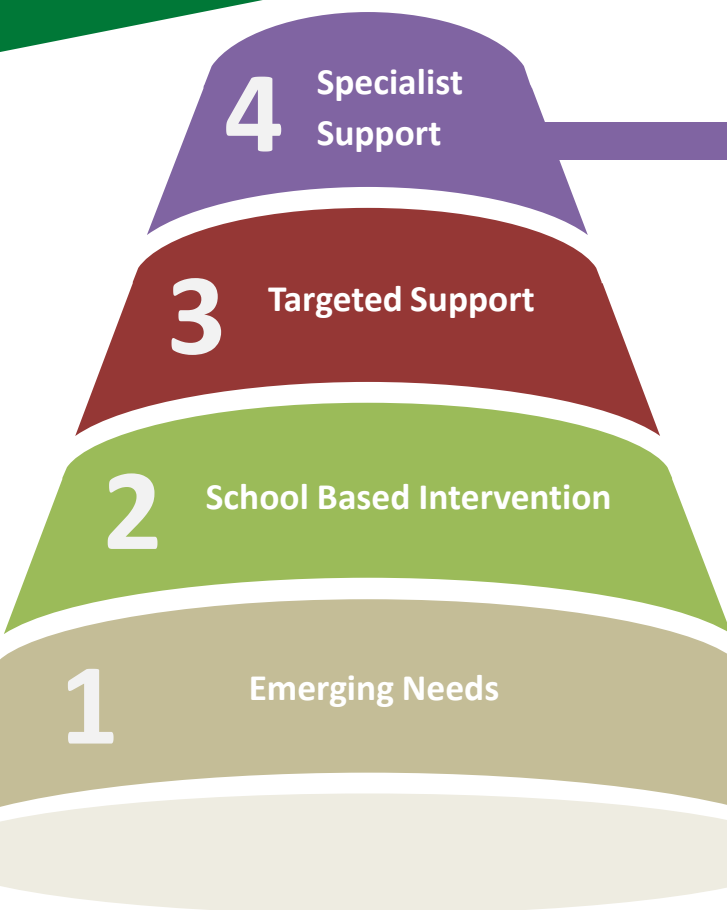 4
Specialist
Support
3
Targeted Support
2
School Based Intervention
1
Emerging Needs